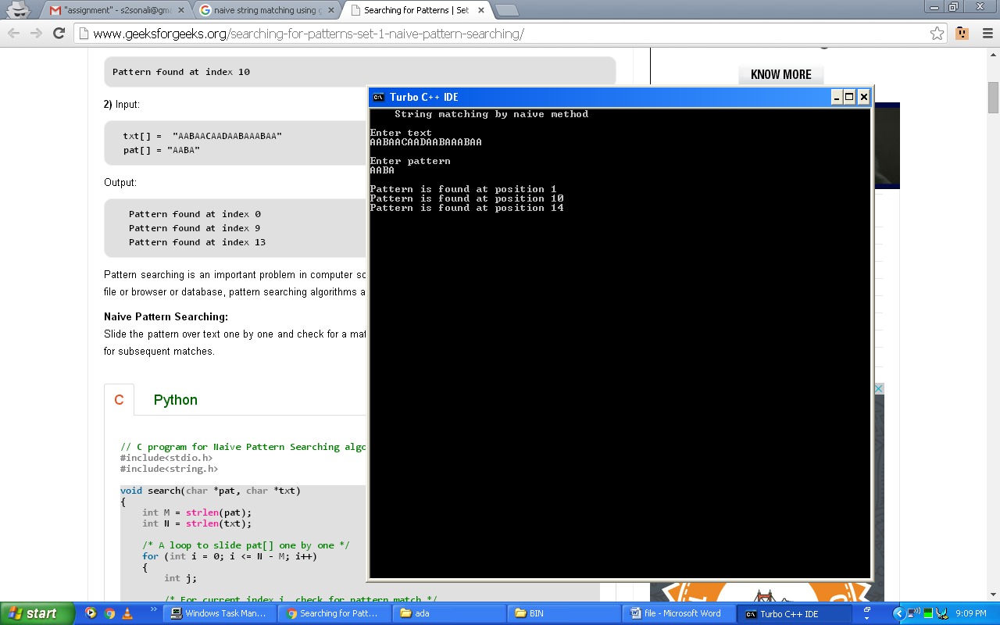 "assignment" - s2sonali@gm
naive string matching using g
Searching for Patterns | Set
www.geeksforgeeks.org/searching-for-patterns-set-1-naive-pattern-searching/
Pattern found at index 10
KNOW MORE
2) Input:
txt[] = "AABAACAADAABAAABAA"
pat[] = "AABA"
Output:
Pattern found at index 0
Pattern found at index 9
Pattern found at index 13
Pattern searching is an important problem in computer sc
file or browser or database, pattern searching algorithms a
Naive Pattern Searching:
Slide the pattern over text one by one and check for a mat
for subsequent matches.
C Python
// C program for Naive Pattern Searching algo
#include<stdio.h>
#include<string.h>
void search(char *pat, char *txt)
{
int M = strlen(pat);
int N = strlen(txt);
/* A loop to slide pat[] one by one */
for (int i = 0; i <= N - M; i++)
{
int j;
/* For current index i, check for pattern match */
Turbo C++ IDE
String matching by naive method
Enter text
AABAACAADAABAAABAA
Enter pattern
AABA
Pattern is found at position 1
Pattern is found at position 10
Pattern is found at position 14
start
Windows Task Man...
Searching for Patt...
ada
BIN
file - Microsoft Word
Turbo C++ IDE
9:09 PM